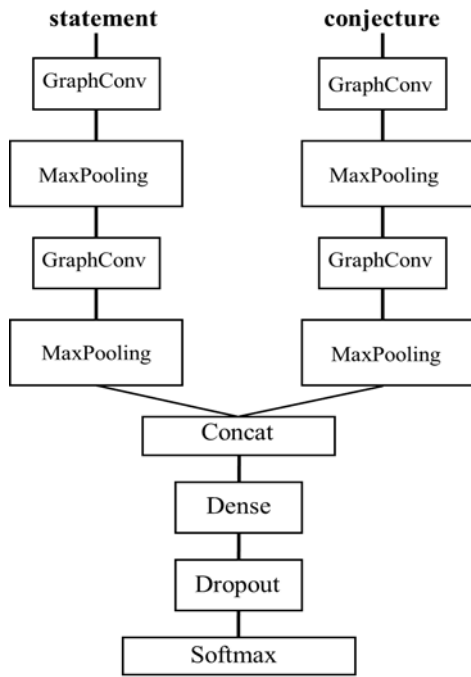 statement conjecture
GraphConv GraphConv
MaxPooling MaxPooling
GraphConv GraphConv
MaxPooling MaxPooling
Concat
Dense
Dropout
Softmax